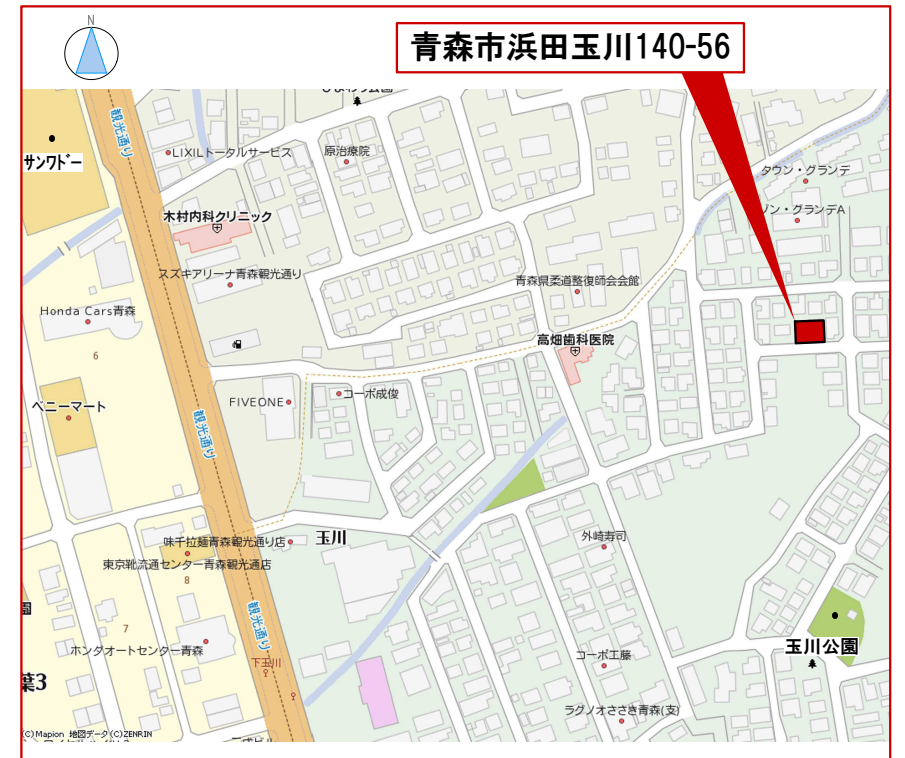 N
青森市浜田玉川140-56
観光通り
サンワドー
LIXILトータルサービス
原治療院
タウン・グランデ
ゾン・グランデA
木村内科クリニック
スズキアリーナ青森観光通り
青森県柔道整復師会会館
Honda Cars青森
6
高畑歯科医院
FIVEONE
コーポ成俊
ベニーマート
観光通り
味千拉麺青森観光通り店
玉川
外崎寿司
東京靴流通センター青森観光通店
8
観光通り
7
ホンダオートセンター青森
下玉川
コーポ工藤
玉川公園
葉3
ラグノオささき青森(支)
(C)Mapion 地図データ(C)ZENRIN